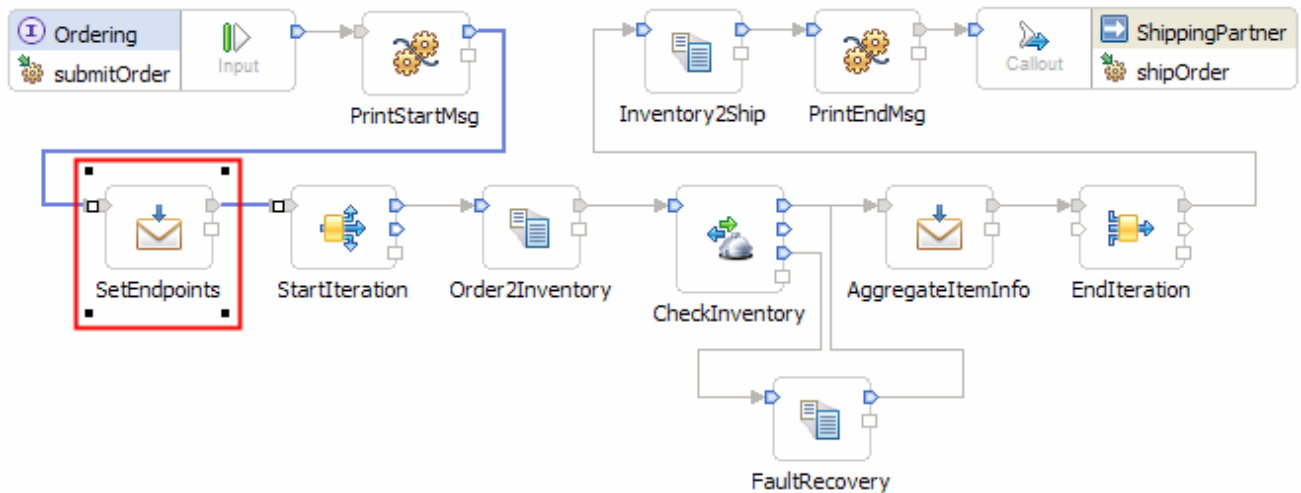 Ordering
submitOrder
Input
PrintStartMsg
Inventory2Ship
PrintEndMsg
Callout
ShippingPartner
shipOrder
SetEndpoints
StartIteration
Order2Inventory
CheckInventory
AggregateItemInfo
EndIteration
FaultRecovery